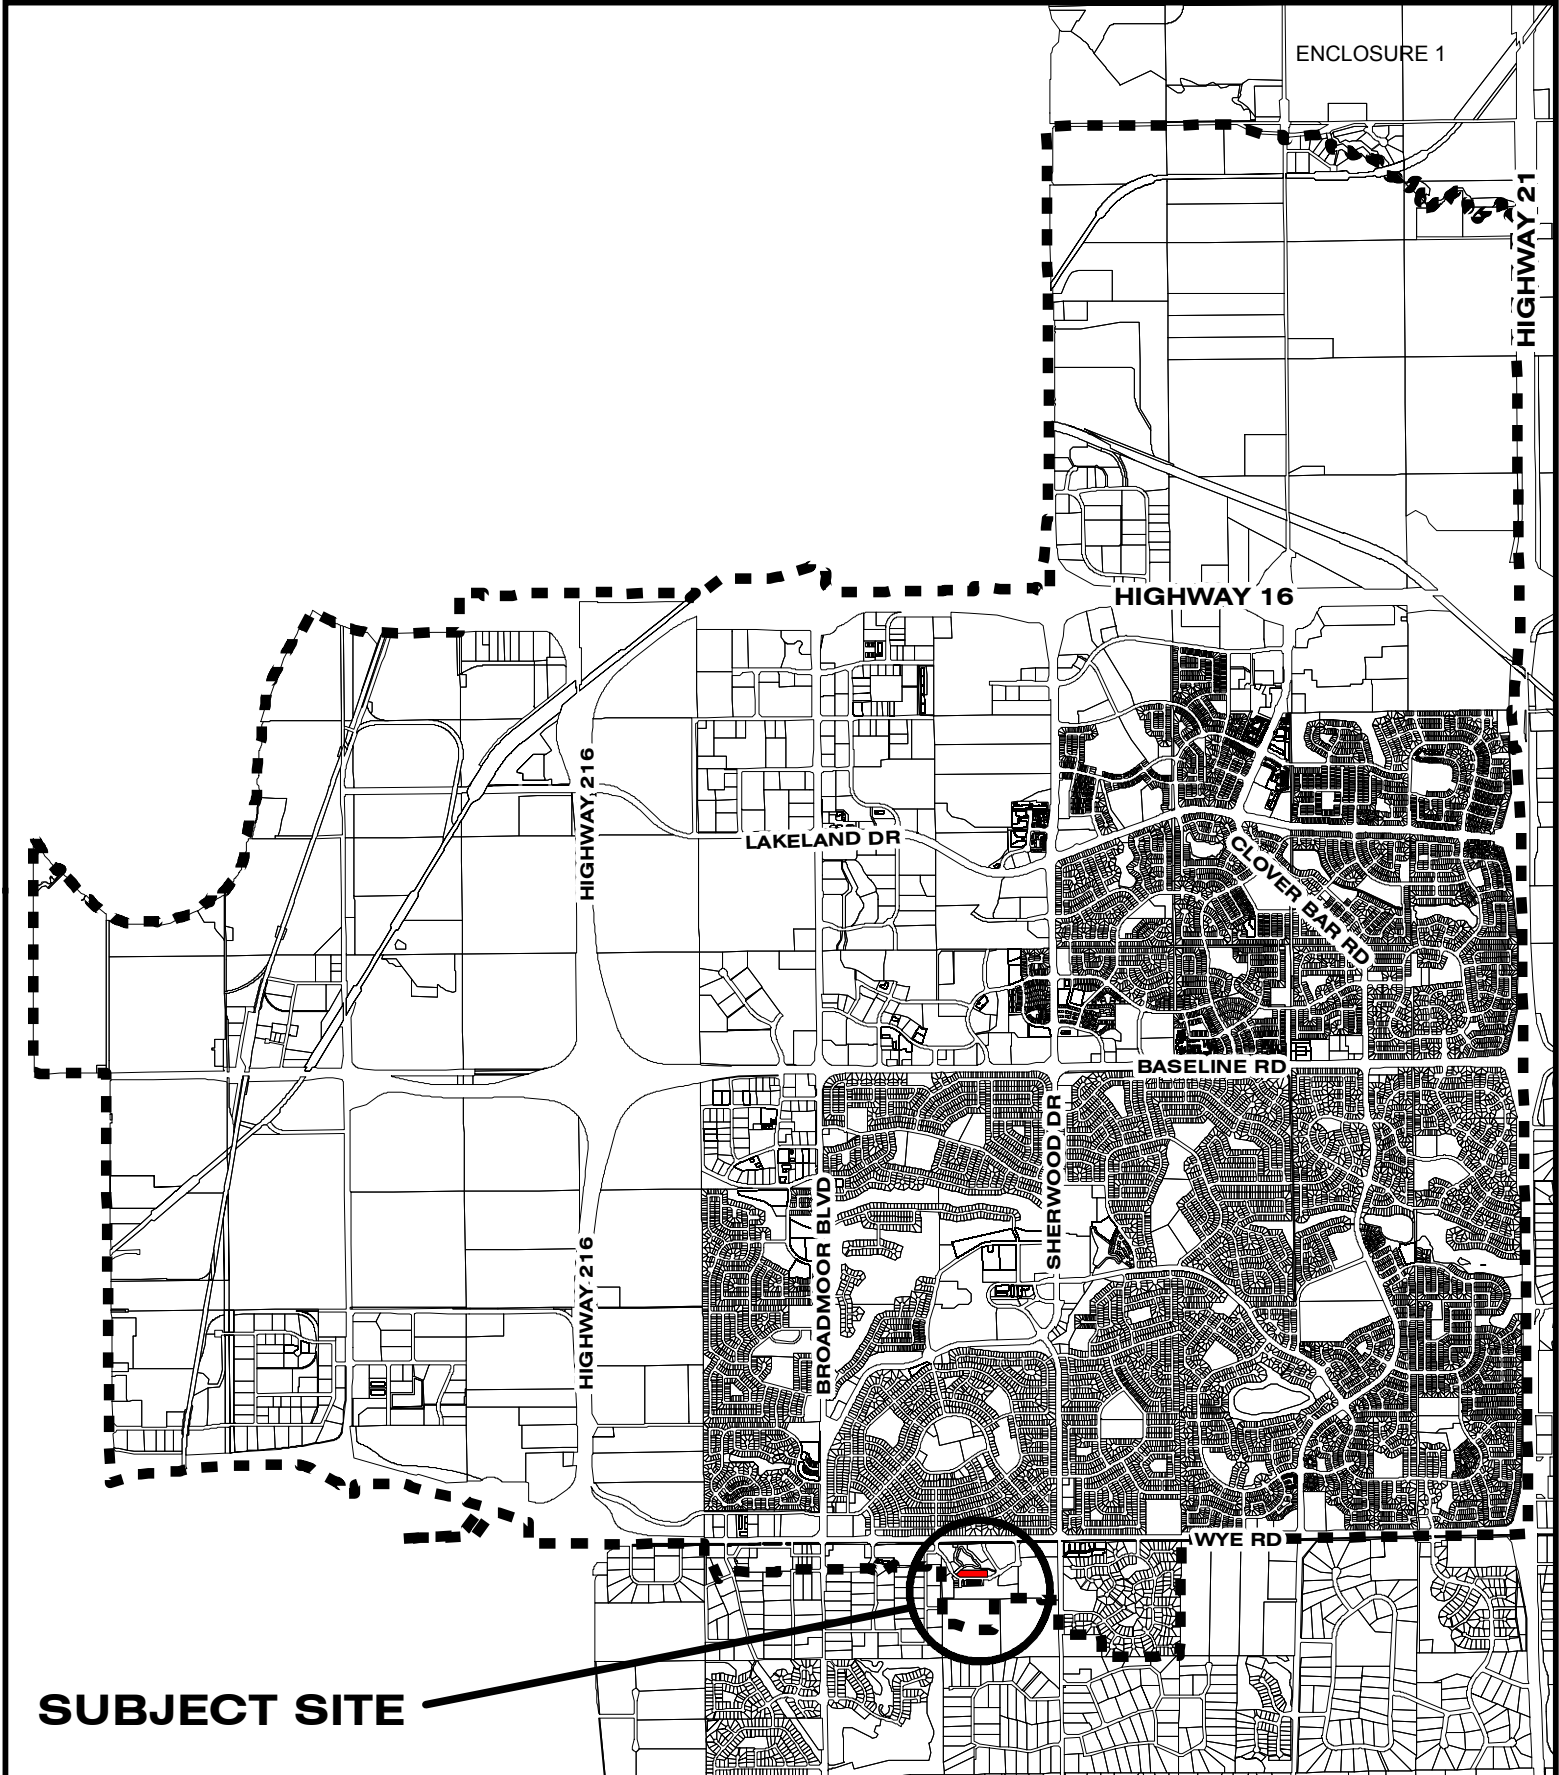 ENCLOSURE 1
HIGHWAY 21
HIGHWAY 16
HIGHWAY 216
LAKELAND DR
CLOVER BAR RD
BASELINE RD
SHERWOOD DR
BROADMOOR BLVD
HIGHWAY 216
WYE RD
SUBJECT SITE